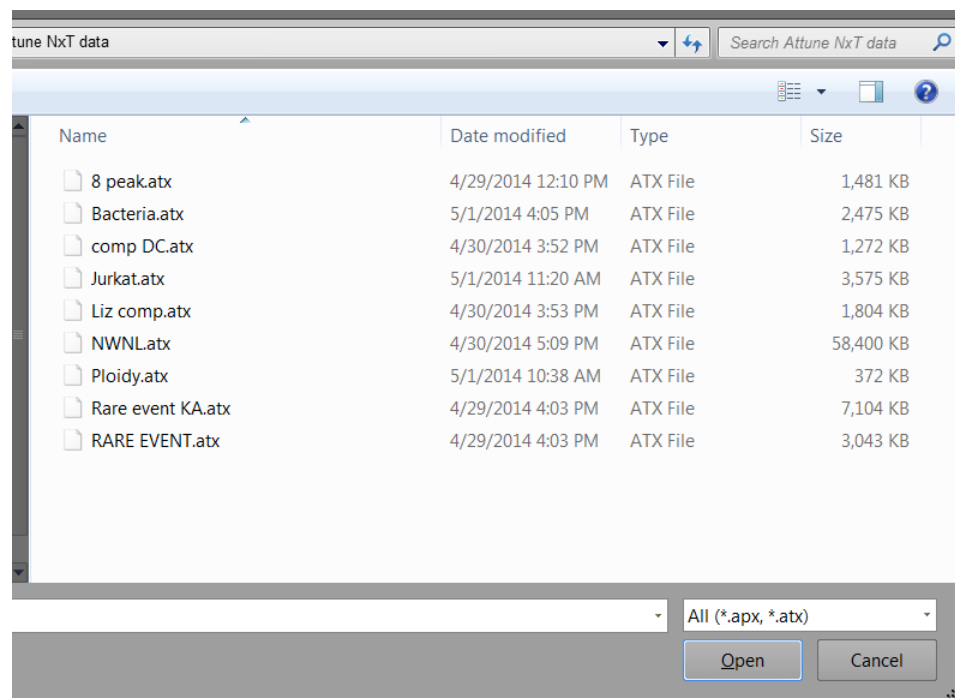 tune NxT data Search Attune NxT data
Name Date modified Type Size
8 peak.atx 4/29/2014 12:10 PM ATX File 1,481 KB
Bacteria.atx 5/1/2014 4:05 PM ATX File 2,475 KB
comp DC.atx 4/30/2014 3:52 PM ATX File 1,272 KB
Jurkat.atx 5/1/2014 11:20 AM ATX File 3,575 KB
Liz comp.atx 4/30/2014 3:53 PM ATX File 1,804 KB
NWNL.atx 4/30/2014 5:09 PM ATX File 58,400 KB
Ploidy.atx 5/1/2014 10:38 AM ATX File 372 KB
Rare event KA.atx 4/29/2014 4:03 PM ATX File 7,104 KB
RARE EVENT.atx 4/29/2014 4:03 PM ATX File 3,043 KB
All (*.apx, *.atx)
Open Cancel